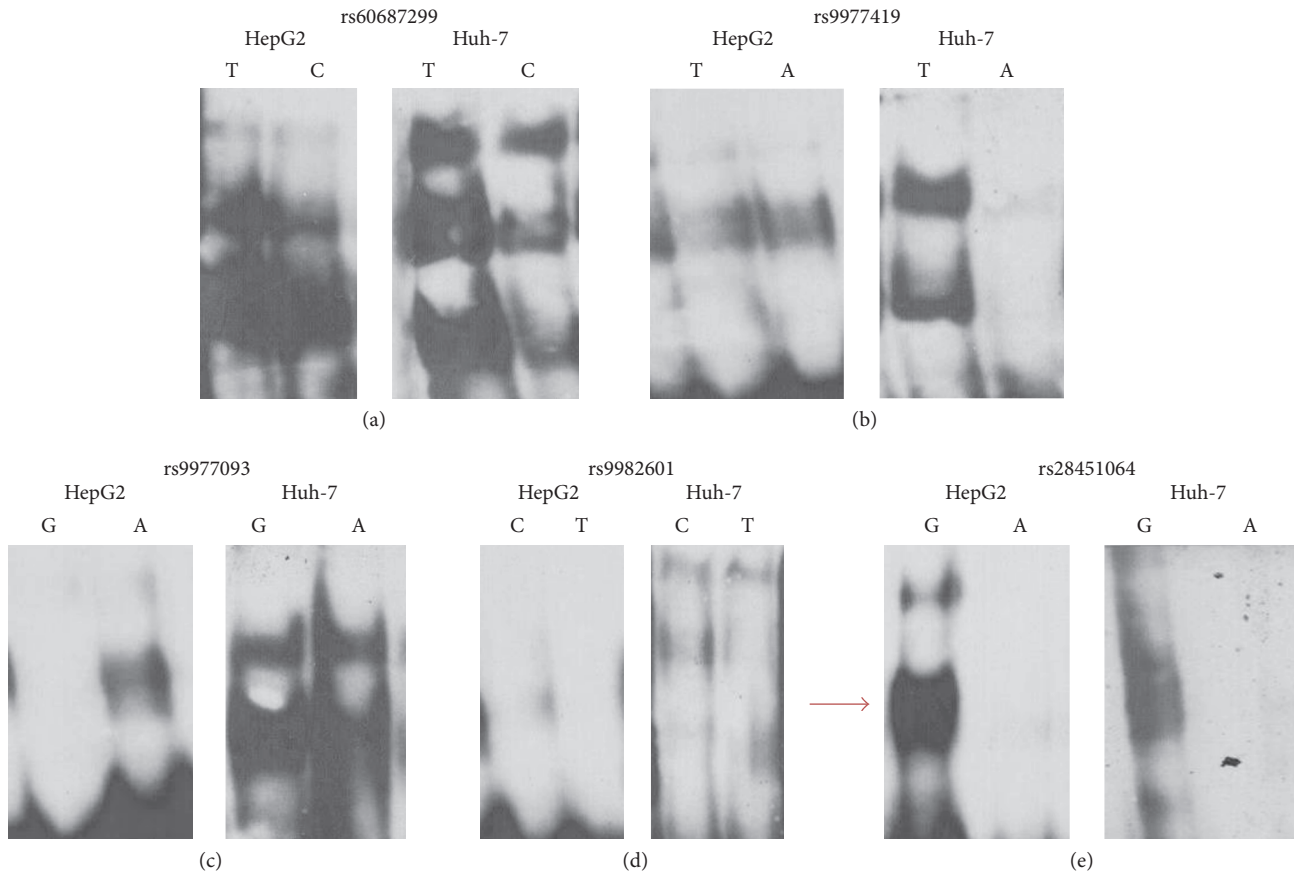 rs60687299
HepG2 Huh-7
T C T C
rs9977419
HepG2 Huh-7
T A T A
(a)
(b)
rs9977093
HepG2 Huh-7
G A G A
rs9982601
HepG2 Huh-7
C T C T
rs28451064
HepG2 Huh-7
G A G A
(c)
(d)
(e)